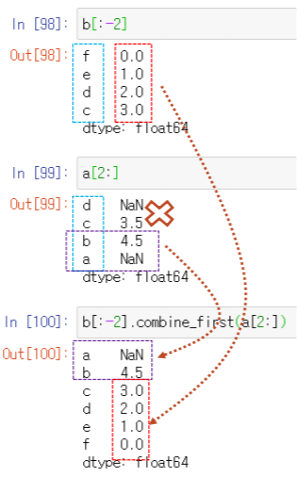 In [98]: b[:-2]
Out[98]: f 0.0
e 1.0
d 2.0
c 3.0
dtype: float64
In [99]: a[2:]
Out[99]: d NaN
c 3.5
b 4.5
a NaN
dtype: float64
In [100]: b[:-2].combine_first(a[2:])
Out[100]: a NaN
b 4.5
c 3.0
d 2.0
e 1.0
f 0.0
dtype: float64